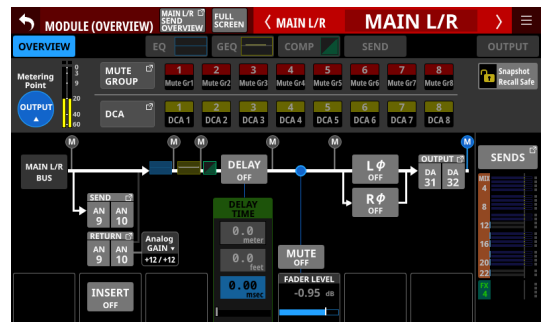 MODULE (OVERVIEW)
MAIN L/R
SEND
OVERVIEW
FULL
SCREEN
MAIN L/R
MAIN L/R
OVERVIEW
EQ
GEQ
COMP
SEND
OUTPUT
Metering
Point
0
3
9
20
40
60
OUTPUT
MUTE
GROUP
1
Mute Gr1
2
Mute Gr2
3
Mute Gr3
4
Mute Gr4
5
Mute Gr5
6
Mute Gr6
7
Mute Gr7
8
Mute Gr8
DCA
1
DCA 1
2
DCA 2
3
DCA 3
4
DCA 4
5
DCA 5
6
DCA 6
7
DCA 7
8
DCA 8
Snapshot
Recall Safe
M
M
M
M
M
M
MAIN L/R
BUS
DELAY
OFF
LΦ
OFF
RΦ
OFF
OUTPUT
DA
31
DA
32
SENDS
MIX
4
8
12
16
20
22
FX
4
SEND
AN
9
AN
10
RETURN
AN
9
AN
10
Analog
GAIN ▾
+12 / +12
DELAY
TIME
0.0
meter
0.0
feet
0.00
msec
MUTE
OFF
FADER LEVEL
-0.95 dB
INSERT
OFF